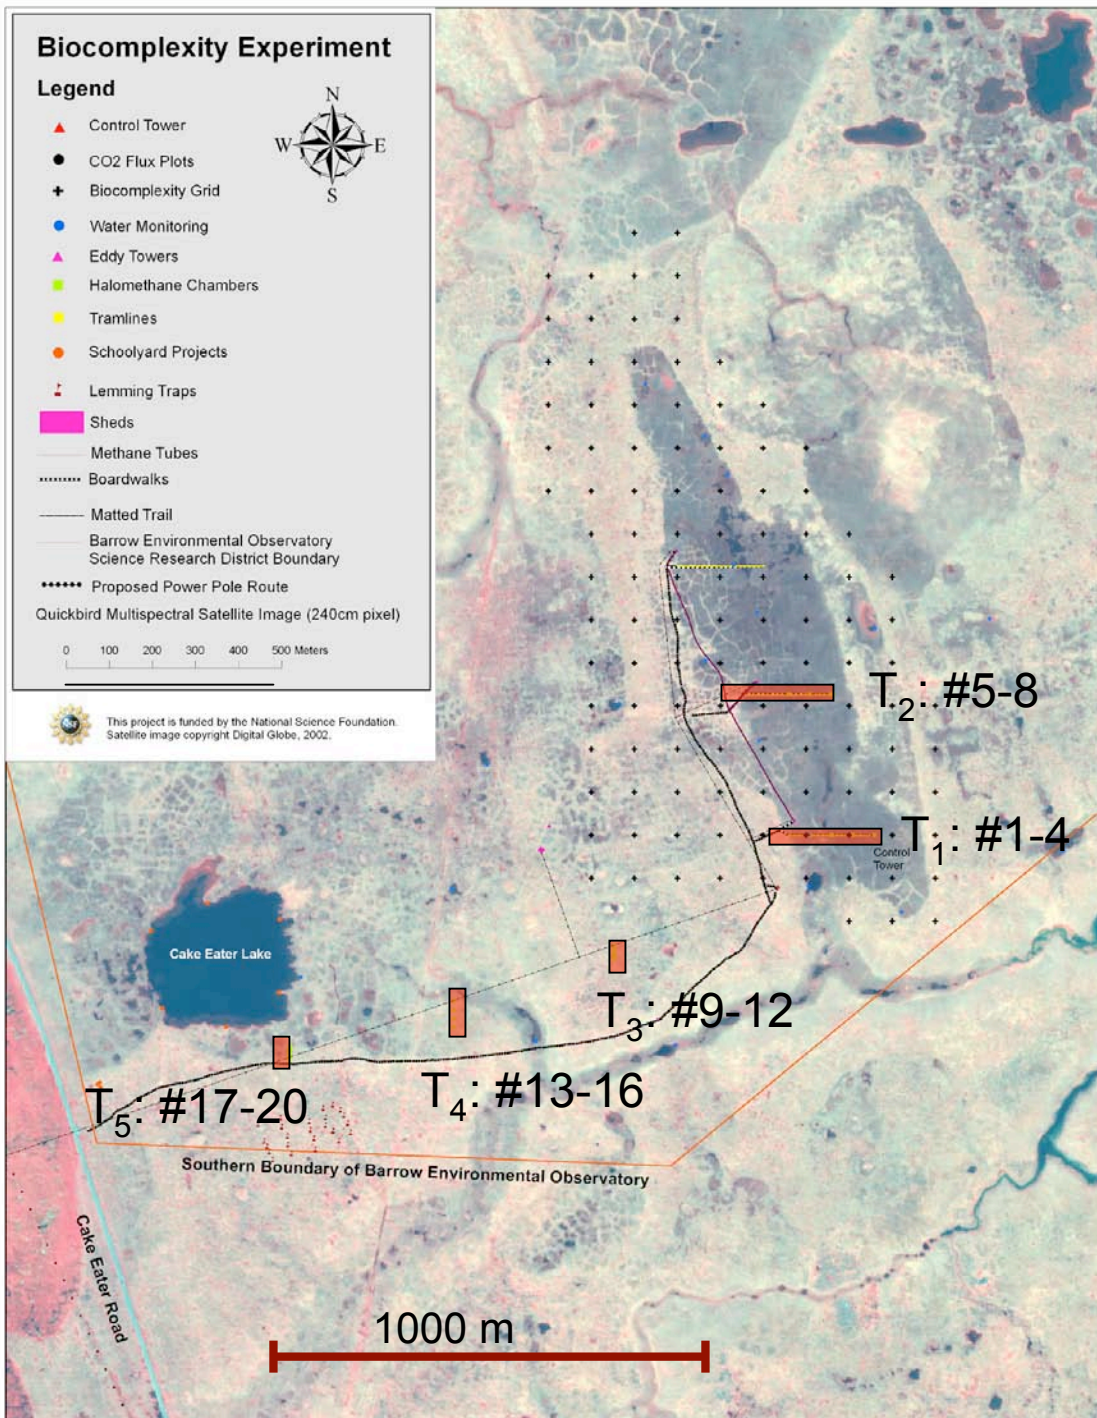 Biocomplexity Experiment
Legend
Control Tower
CO2 Flux Plots
Biocomplexity Grid
Water Monitoring
Eddy Towers
Halomethane Chambers
Tramlines
Schoolyard Projects
Lemming Traps
Sheds
Methane Tubes
Boardwalks
Matted Trail
Barrow Environmental Observatory
Science Research District Boundary
Proposed Power Pole Route
Quickbird Multispectral Satellite Image (240cm pixel)
0 100 200 300 400 500 Meters
N
W E
S
NSF
This project is funded by the National Science Foundation.
Satellite image copyright Digital Globe, 2002.
T2: #5-8
T1: #1-4
Control
Tower
Cake Eater Lake
T3: #9-12
T4: #13-16
T5: #17-20
Southern Boundary of Barrow Environmental Observatory
Cake Eater Road
1000 m